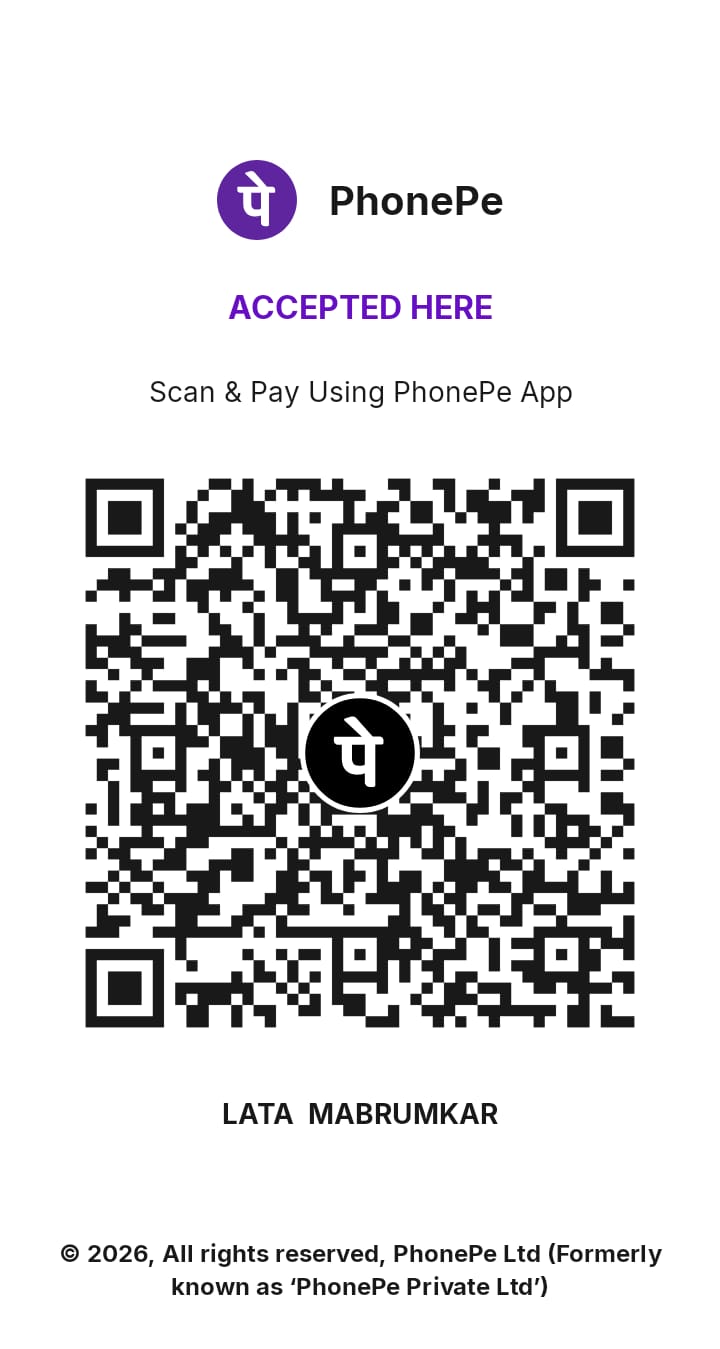 पे PhonePe
ACCEPTED HERE
Scan & Pay Using PhonePe App
पे
LATA MABRUMKAR
© 2026, All rights reserved, PhonePe Ltd (Formerly
known as ‘PhonePe Private Ltd’)